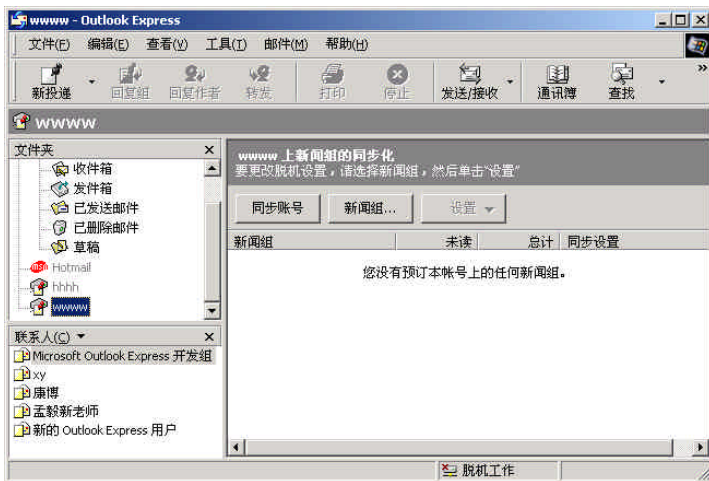 wwww - Outlook Express
文件(F) 编辑(E) 查看(V) 工具(T) 邮件(M) 帮助(H)
新投递 回复组 回复作者 转发 打印 停止 发送/接收 通讯簿 查找
wwww
文件夹
收件箱
发件箱
已发送邮件
已删除邮件
草稿
msn Hotmail
hhhh
wwww
联系人(C)
Microsoft Outlook Express 开发组
xy
康博
孟毅新老师
新的 Outlook Express 用户
wwww 上新闻组的同步化
要更改脱机设置，请选择新闻组，然后单击“设置”
同步账号 新闻组... 设置
新闻组 未读 总计 同步设置
您没有预订本帐号上的任何新闻组。
脱机工作